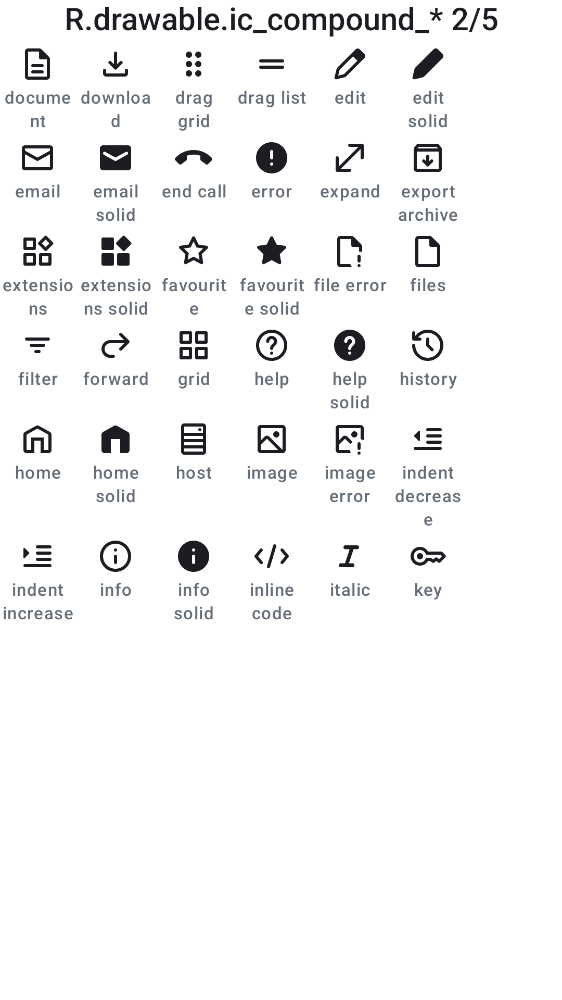 R.drawable.ic_compound_* 2/5
docume downloa drag drag list edit edit
nt d grid solid
email email end call error expand export
solid archive
extensio extensio favourit favourit file error files
ns ns solid e e solid
filter forward grid help help history
solid
home home host image image indent
solid error decreas
e
indent info info inline italic key
increase solid code